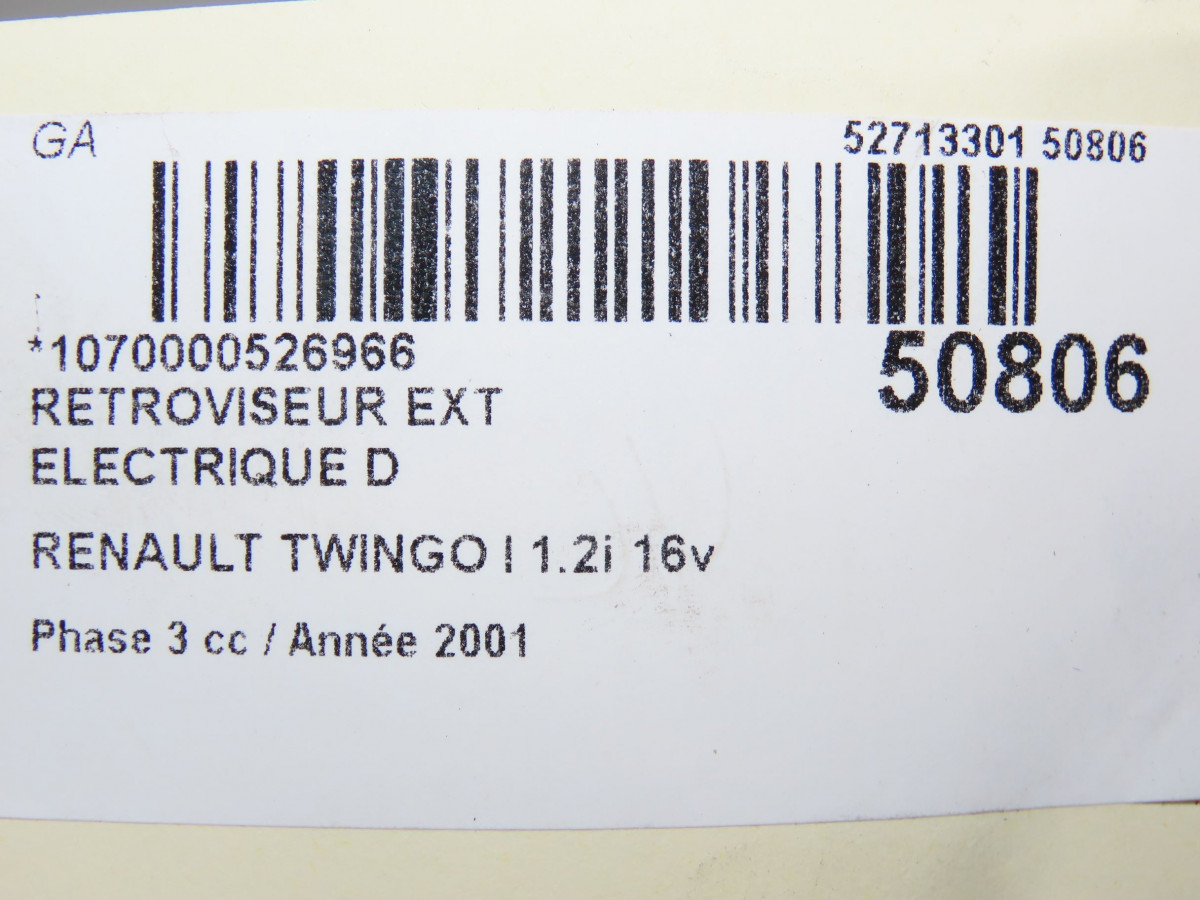 GA
52713301 50806
*1070000526966
50806
RETROVISEUR EXT
ELECTRIQUE D
RENAULT TWINGO I 1.2i 16v
Phase 3 cc / Année 2001